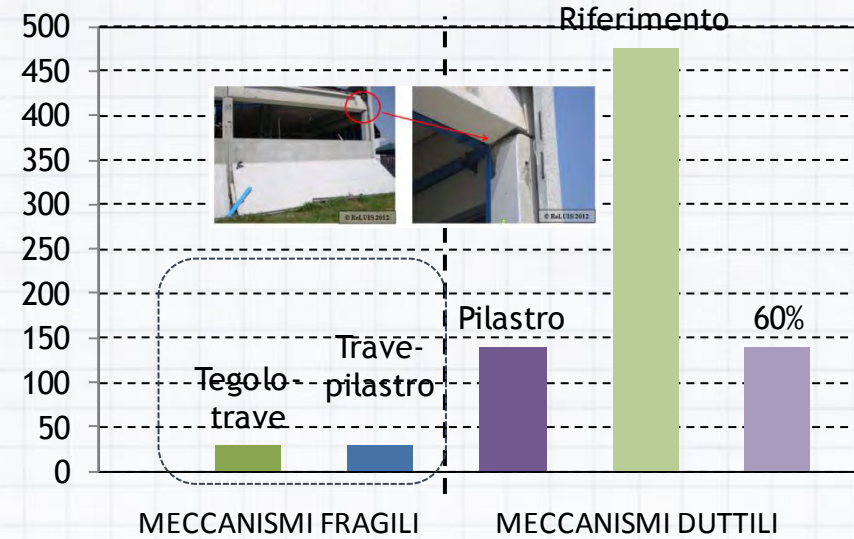 Riferimento
500
450
400
350
300
250
200
150
100
50
0
© ReLUIS 2012
© ReLUIS 2012
Tegolo-
trave
Trave-
pilastro
Pilastro
60%
MECCANISMI FRAGILI
MECCANISMI DUTTILI